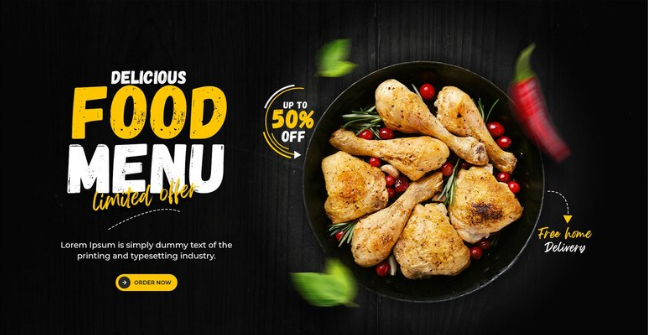 DELICIOUS
FOOD
MENU
limited offer
Lorem Ipsum is simply dummy text of the
printing and typesetting industry.
ORDER NOW
UP TO
50%
OFF
Free home
Delivery